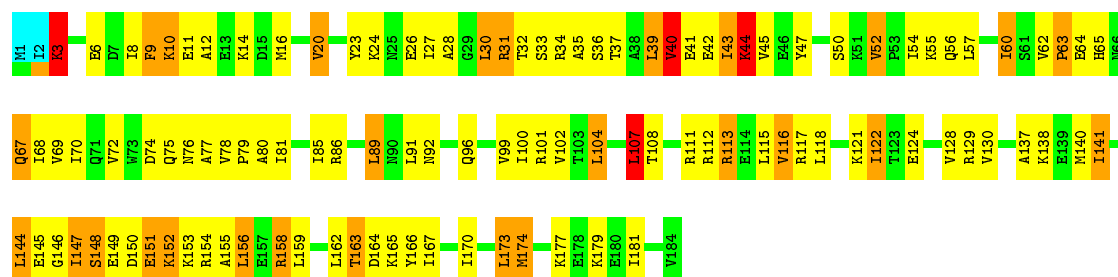 M1 I2 K3 E6 D7 I8 F9 K10 E11 A12 E13 K14 D15 M16 V20 Y23 K24 N25 E26 I27 A28 G29 L30 R31 T32 S33 R34 A35 S36 T37 A38 L39 V40 E41 E42 I43 K44 V45 E46 Y47 S50 K51 V52 P53 I54 K55 Q56 L57 I60 S61 V62 P63 E64 H65 N66
Q67 I68 V69 I70 Q71 V72 W73 D74 Q75 N76 A77 V78 P79 A80 I81 I85 R86 L89 N90 L91 N92 Q96 V99 I100 R101 V102 T103 L104 L107 T108 R111 R112 R113 E114 L115 V116 R117 L118 K121 I122 T123 E124 V128 R129 V130 A137 K138 E139 M140 I141
L144 E145 G146 I147 S148 E149 D150 E151 K152 K153 R154 A155 L156 E157 R158 L159 L162 T163 D164 K165 Y166 I167 I170 L173 M174 K177 E178 K179 E180 I181 V184